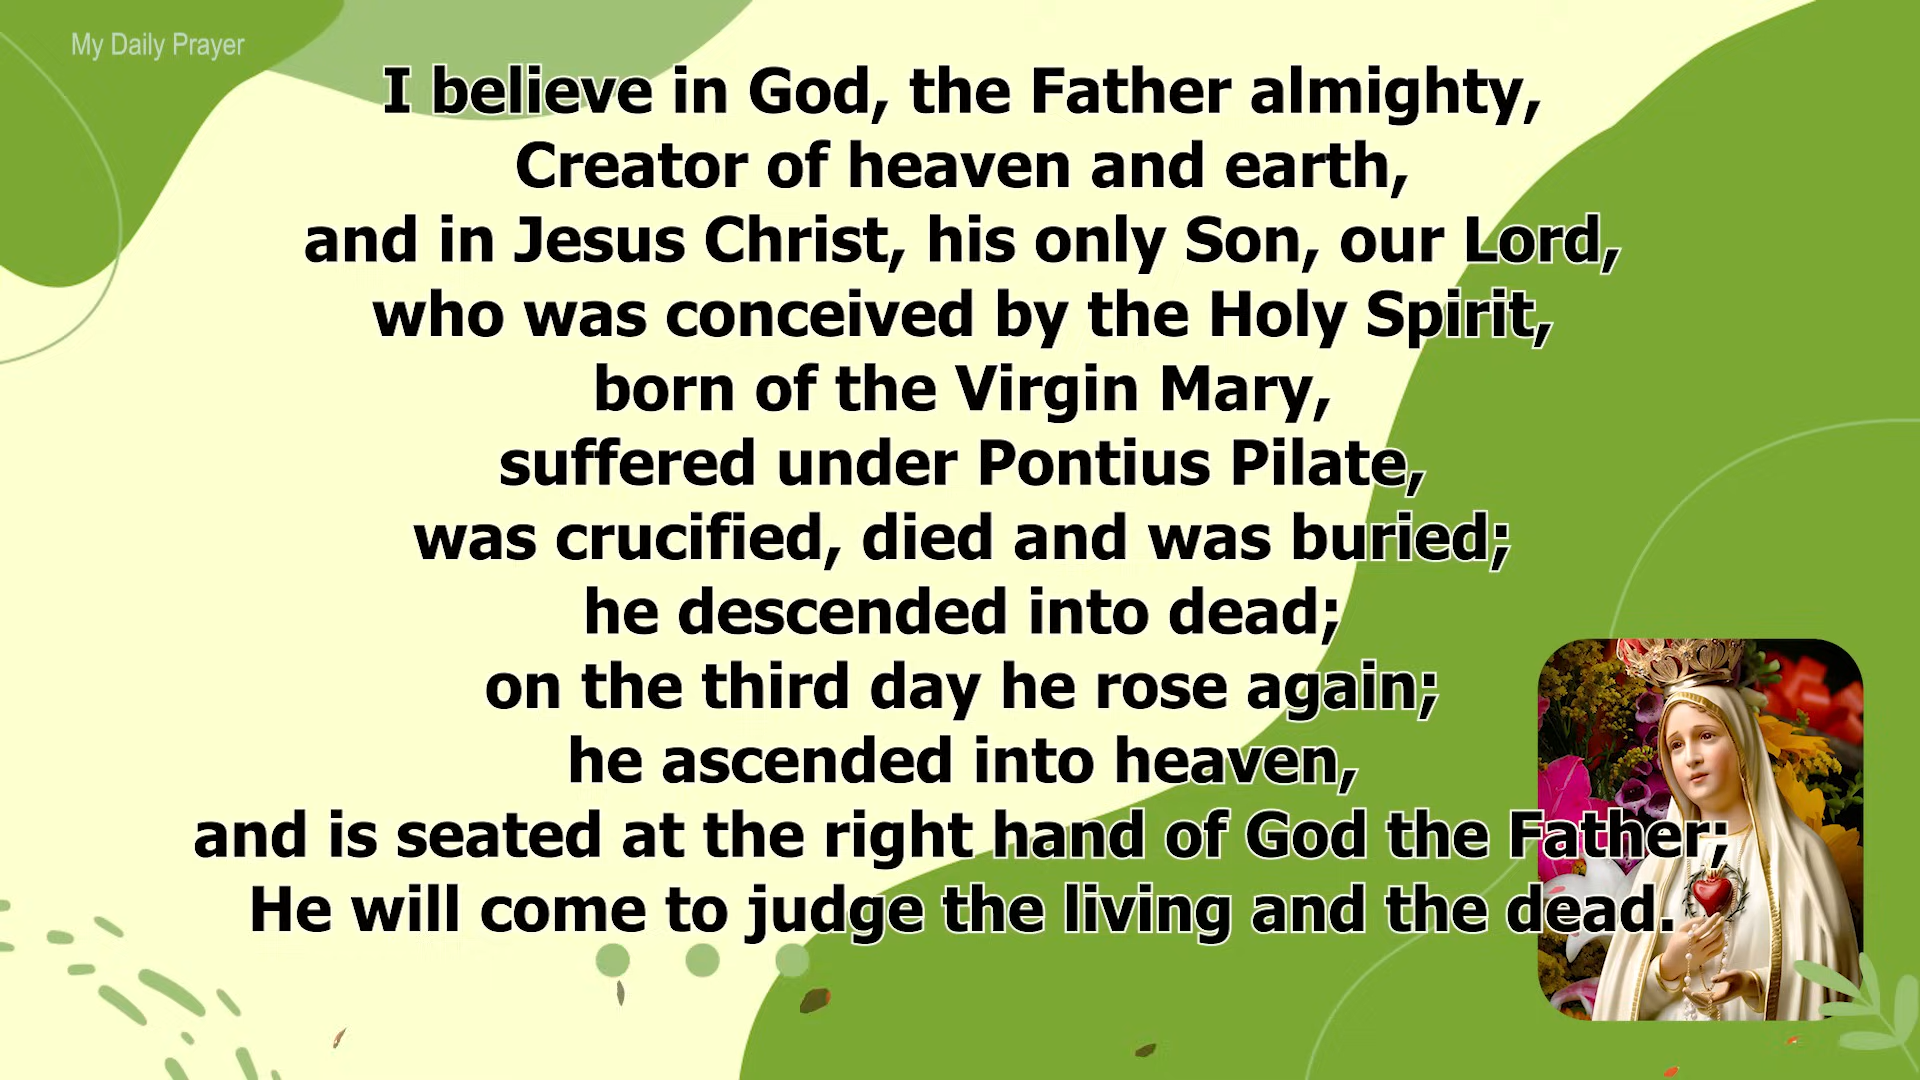 My Daily Prayer
I believe in God, the Father almighty,
Creator of heaven and earth,
and in Jesus Christ, his only Son, our Lord,
who was conceived by the Holy Spirit,
born of the Virgin Mary,
suffered under Pontius Pilate,
was crucified, died and was buried;
he descended into dead;
on the third day he rose again;
he ascended into heaven,
and is seated at the right hand of God the Father;
He will come to judge the living and the dead.